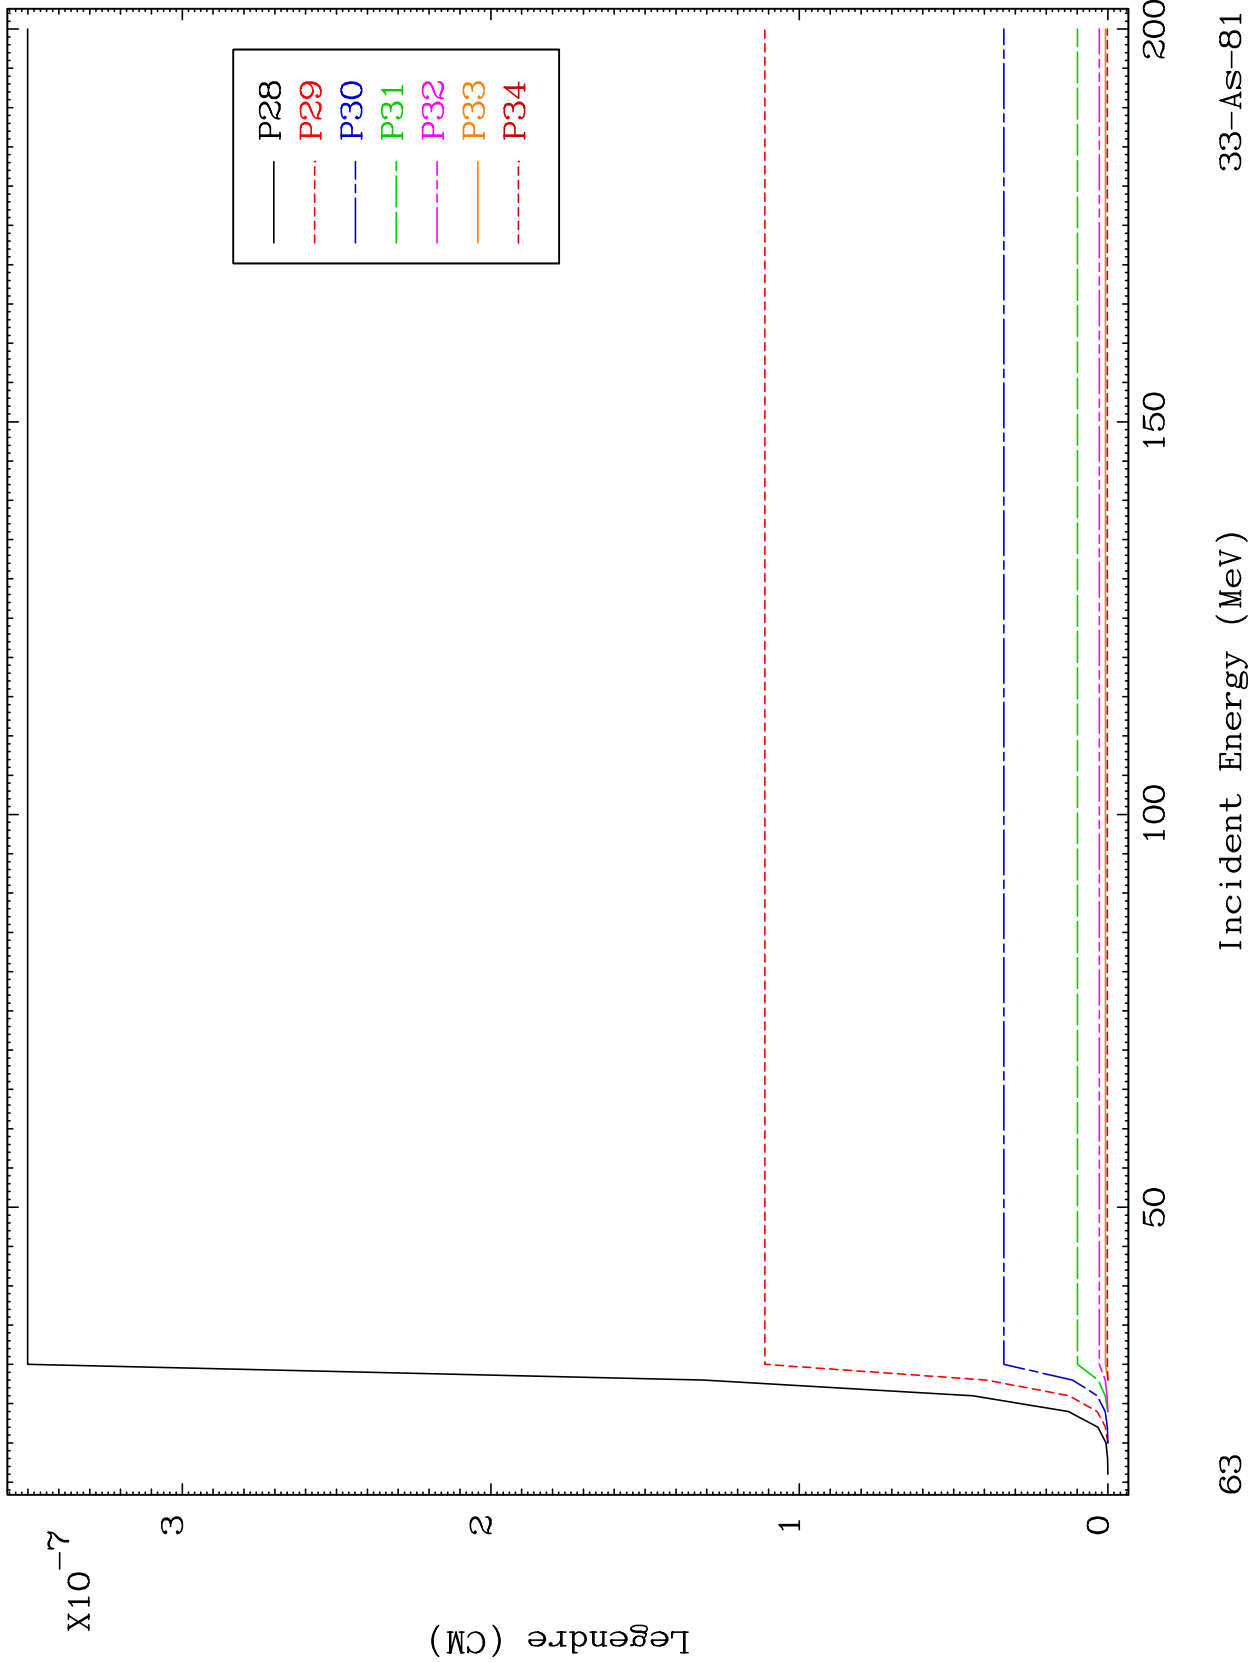 X10-7
Legendre (CM)
3
2
1
0
P28
P29
P30
P31
P32
P33
P34
50
100
150
200
63
Incident Energy (MeV)
33-As-81